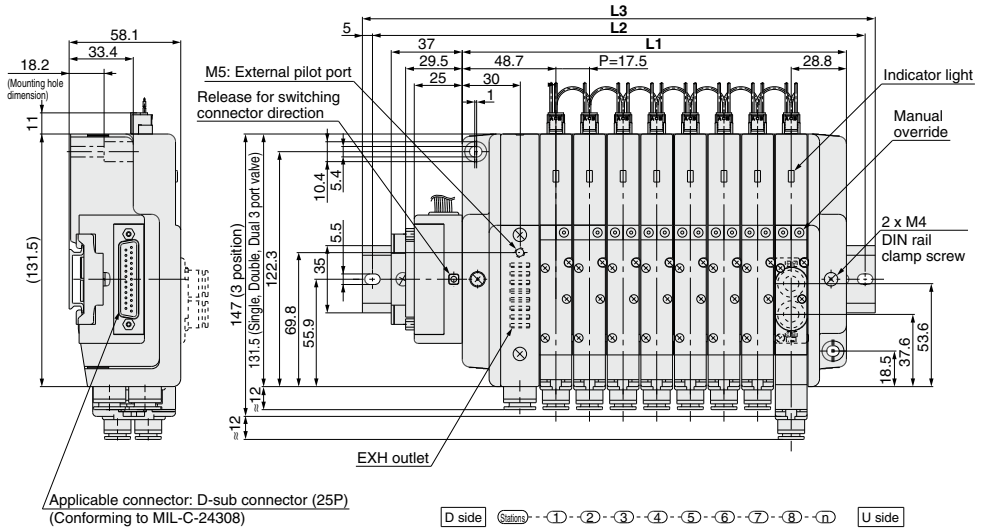 L3
L2
L1
5
37
29.5
25
48.7
P=17.5
28.8
30
1
58.1
33.4
18.2
(Mounting hole
dimension)
11
M5: External pilot port
Release for switching
connector direction
Indicator light
Manual
override
10.4
5.4
5.5
35
(131.5)
147 (3 position)
131.5 (Single, Double, Dual 3 port valve)
122.3
69.8
55.9
2 x M4
DIN rail
clamp screw
18.5
37.6
53.6
≈12
≈12
EXH outlet
Applicable connector: D-sub connector (25P)
(Conforming to MIL-C-24308)
D side Stations 1 2 3 4 5 6 7 8 n U side